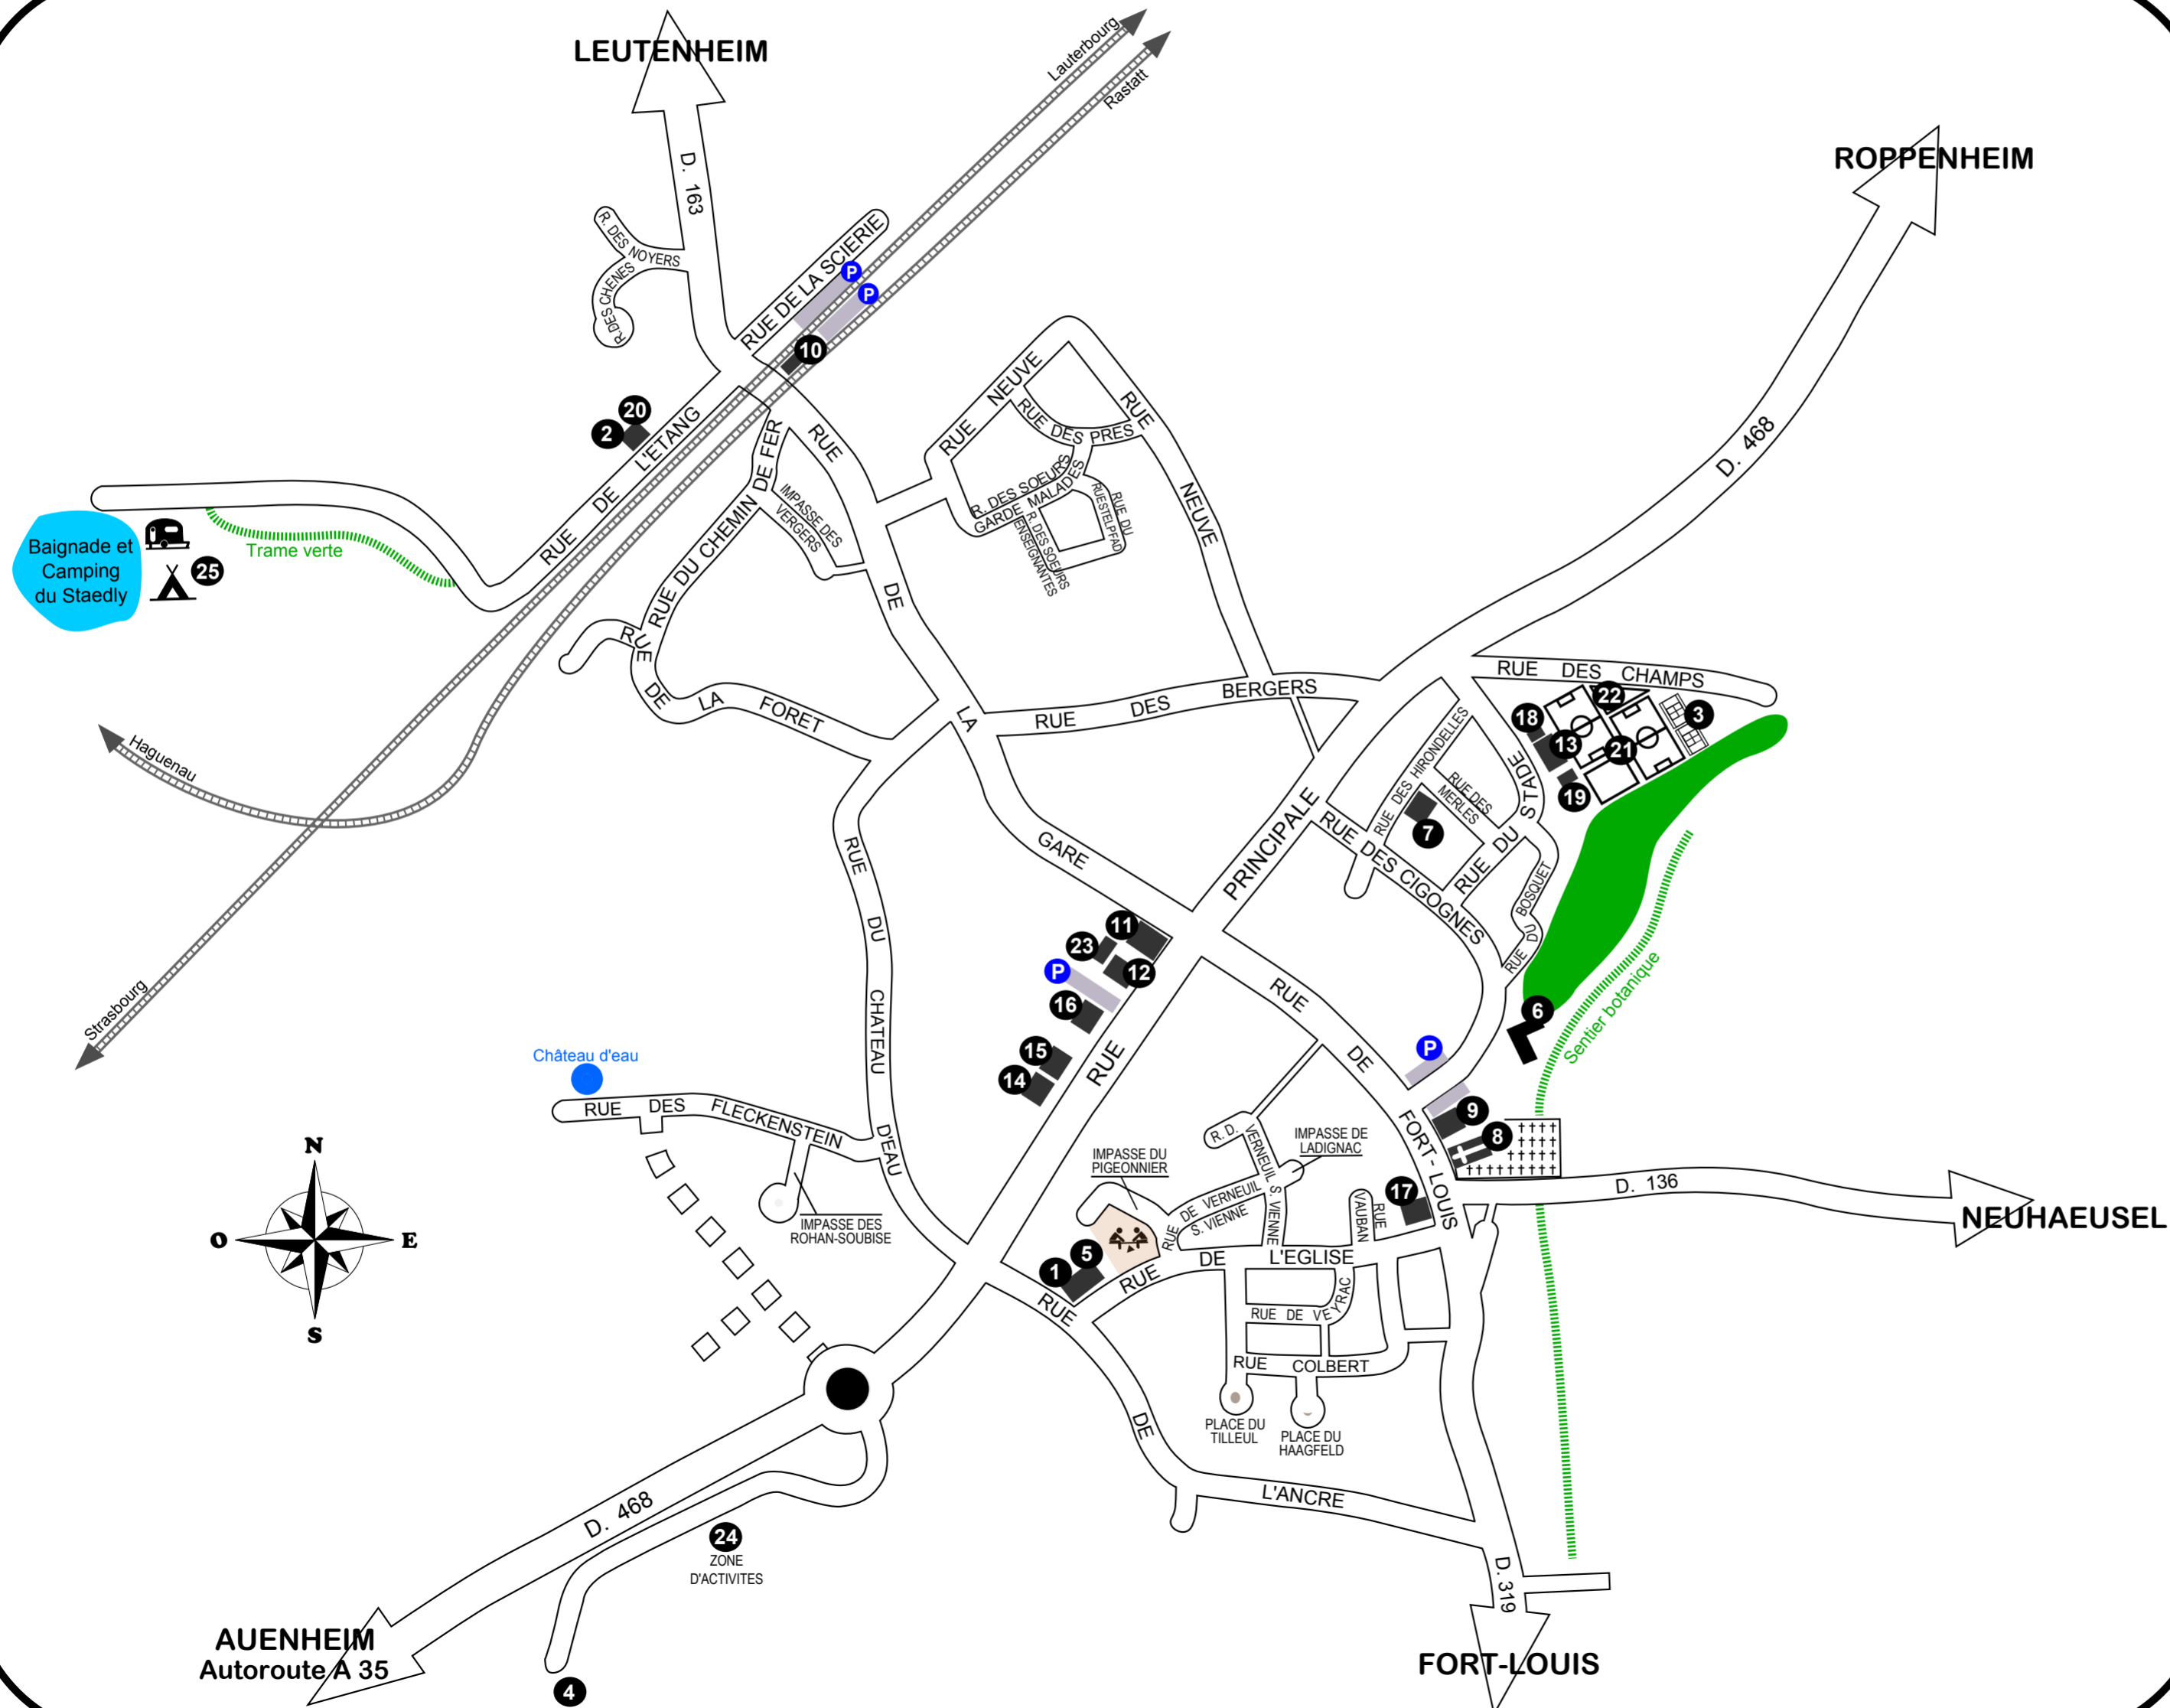 LEUTENHEIM
Lauterbourg
Rastatt
D. 163
ROPPENHEIM
R. DES NOYERS
R.DES CHENES
RUE DE LA SCIERIE
P
P
10
20
2
RUE DE L'ETANG
RUE NEUVE
RUE NEUVE
RUE DES PRES
R. DES SOEURS
GARDE MALADES
R. DES SOEURS
ENSEIGNANTES
RUE DU
RUESTELPFAD
D. 468
Baignade et
Camping
du Staedly
25
Trame verte
RUE DU CHEMIN DE FER
IMPASSE DES
VERGERS
RUE DE LA GARE
RUE DE LA FORET
RUE DES BERGERS
RUE DES CHAMPS
Haguenau
Strasbourg
22
18
3
13
21
19
RUE DES HIRONDELLES
RUE DES
MERLES
RUE DU STADE
7
RUE DES CIGOGNES
RUE DU BOSQUET
RUE PRINCIPALE
RUE DU CHATEAU D'EAU
11
23
12
P
16
15
14
6
Sentier botanique
Château d'eau
RUE DES FLECKENSTEIN
IMPASSE DES
ROHAN-SOUBISE
RUE DE FORT-LOUIS
P
9
8
17
D. 136
NEUHAEUSEL
N
O
E
S
IMPASSE DU
PIGEONNIER
IMPASSE DE
LADIGNAC
R. D. VERNEUIL S. VIENNE
RUE DE VERNEUIL
S. VIENNE
RUE
VAUBAN
1
5
RUE DE L'EGLISE
RUE DE VEYRAC
RUE COLBERT
PLACE DU
TILLEUL
PLACE DU
HAAGFELD
RUE DE L'ANCRE
D. 468
24
ZONE
D'ACTIVITES
4
AUENHEIM
Autoroute A 35
D. 319
FORT-LOUIS